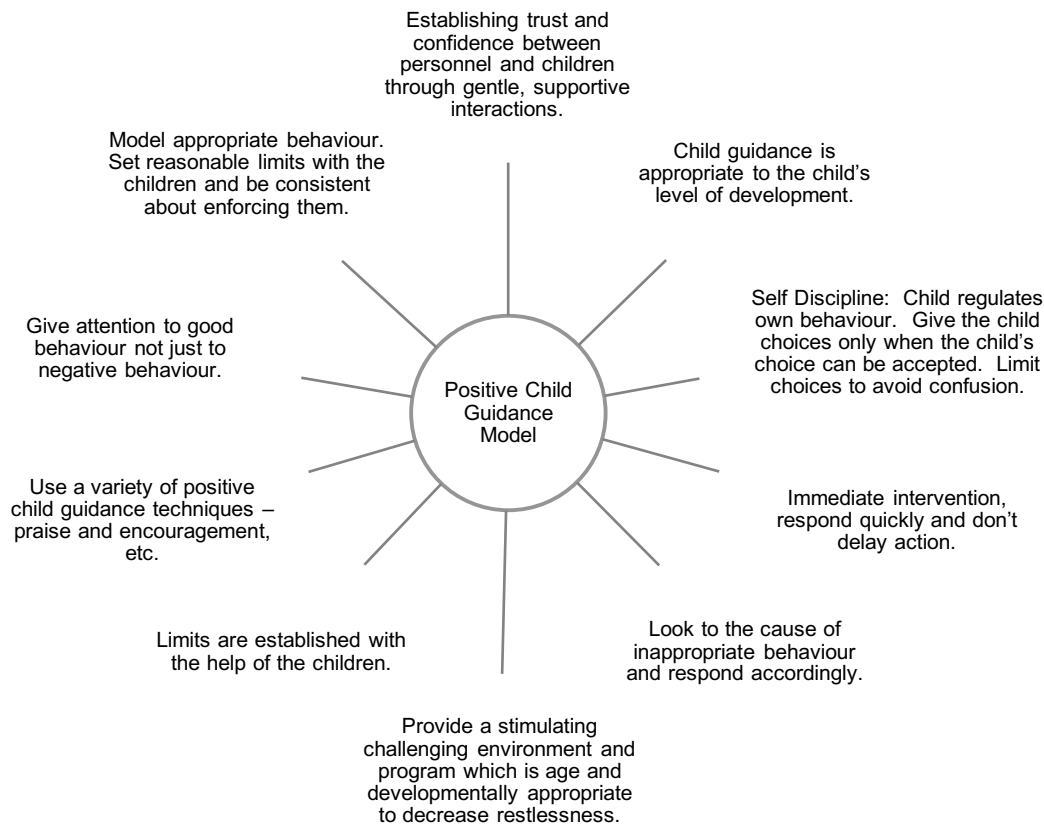 Establishing trust and
confidence between
personnel and children
through gentle, supportive
interactions.
Child guidance is
appropriate to the child's
level of development.
Self Discipline: Child regulates
own behaviour. Give the child
choices only when the child's
choice can be accepted. Limit
choices to avoid confusion.
Immediate intervention,
respond quickly and don't
delay action.
Look to the cause of
inappropriate behaviour
and respond accordingly.
Provide a stimulating
challenging environment and
program which is age and
developmentally appropriate
to decrease restlessness.
Limits are established with
the help of the children.
Use a variety of positive
child guidance techniques –
praise and encouragement,
etc.
Give attention to good
behaviour not just to
negative behaviour.
Model appropriate behaviour.
Set reasonable limits with the
children and be consistent
about enforcing them.
Positive Child
Guidance
Model